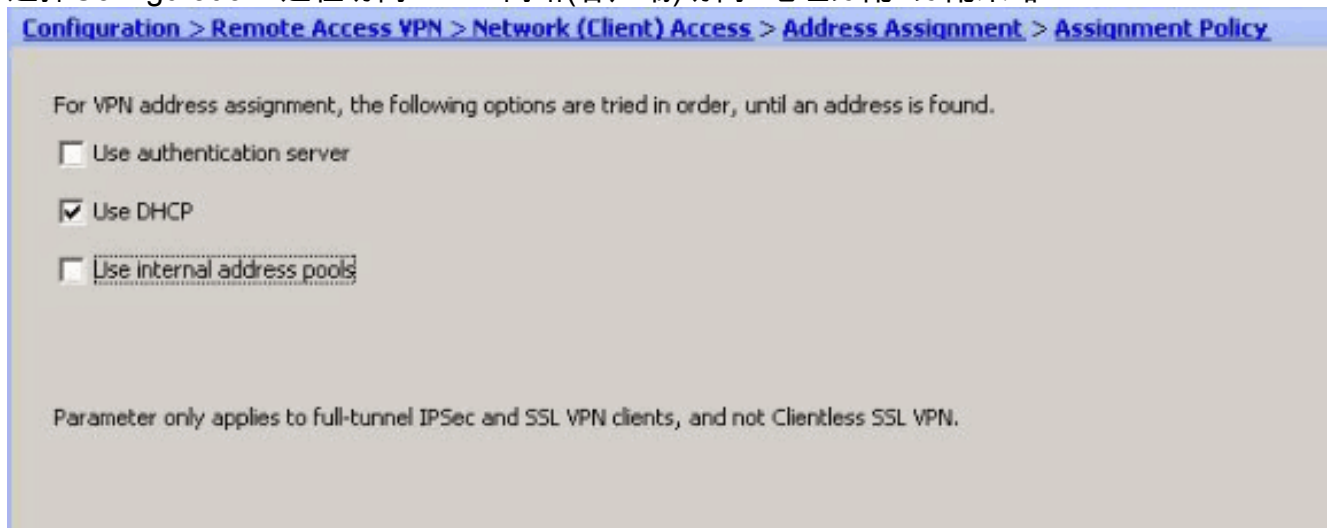 Configuration > Remote Access VPN > Network (Client) Access > Address Assignment > Assignment Policy
For VPN address assignment, the following options are tried in order, until an address is found.
Use authentication server
Use DHCP
Use internal address pools
Parameter only applies to full-tunnel IPSec and SSL VPN clients, and not Clientless SSL VPN.